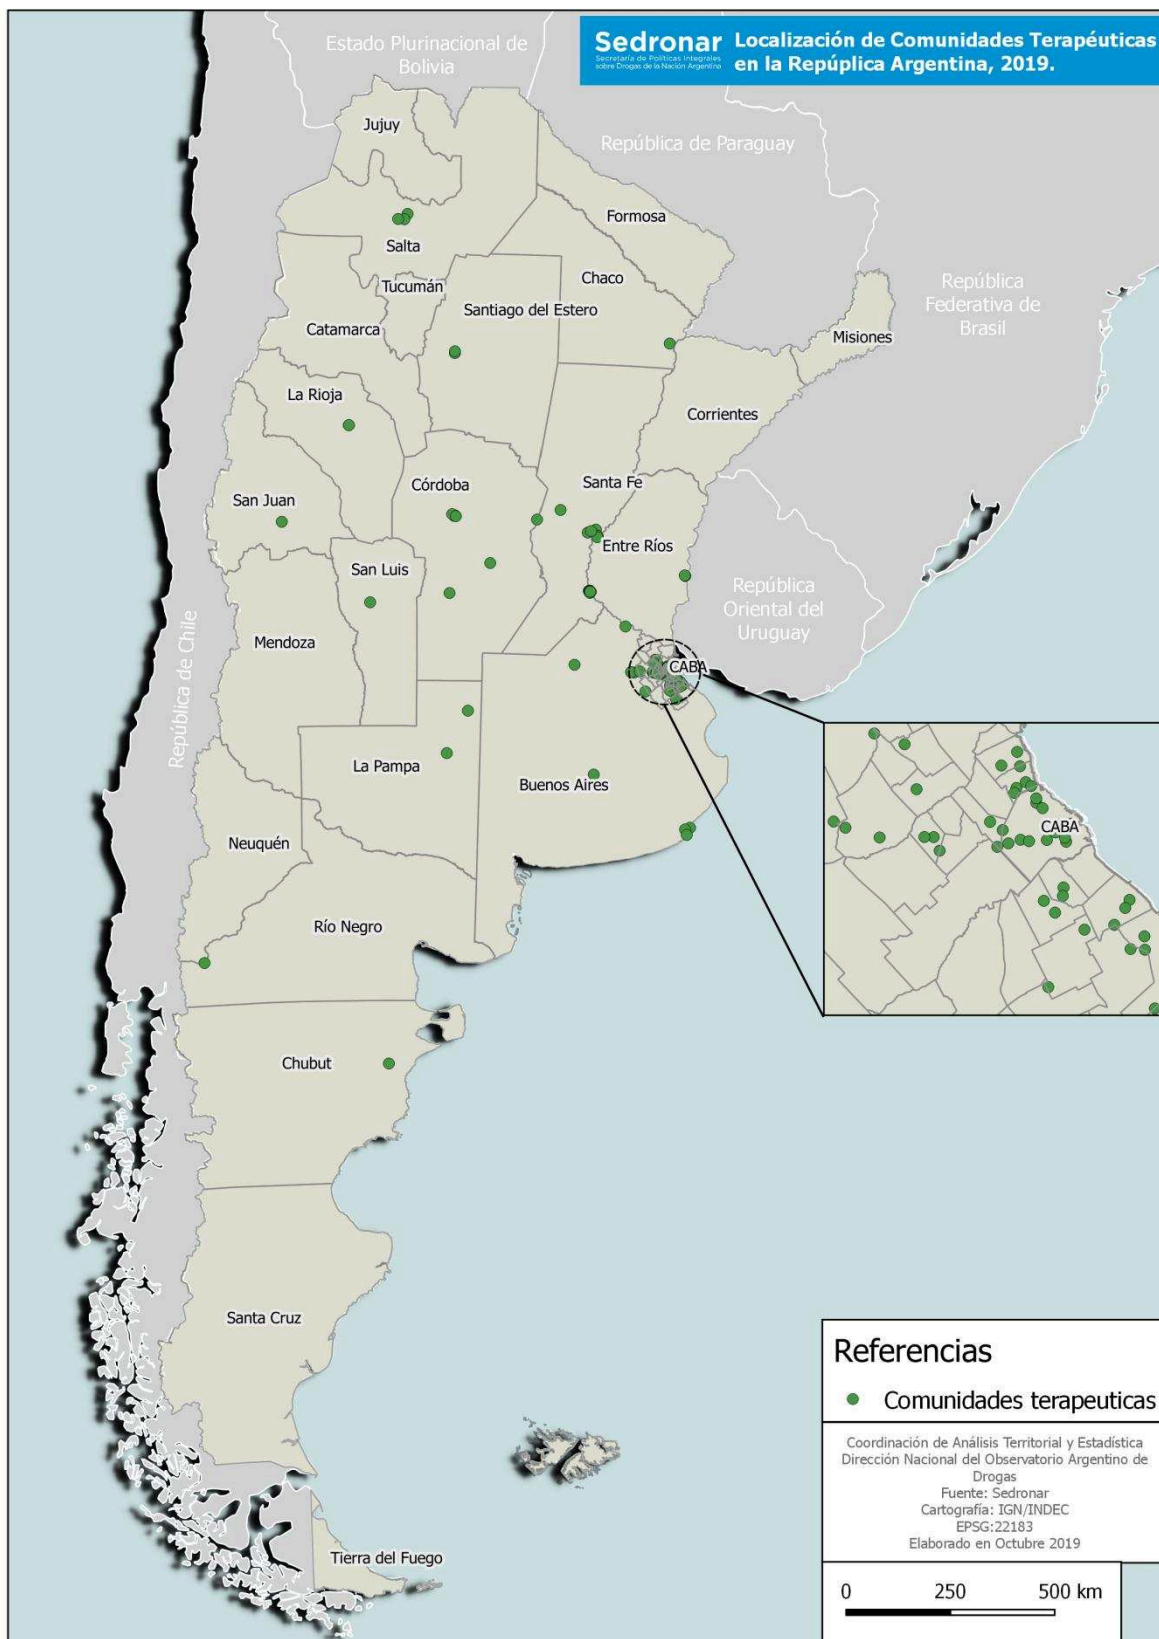 Sedronar
Secretaría de Políticas Integrales
sobre Drogas de la Nación Argentina
Localización de Comunidades Terapéuticas
en la Repúplica Argentina, 2019.
Estado Plurinacional de
Bolivia
República de Paraguay
República
Federativa de
Brasil
República
Oriental del
Uruguay
República de Chile
Jujuy
Salta
Formosa
Chaco
Tucumán
Santiago del Estero
Catamarca
Misiones
La Rioja
Corrientes
Santa Fe
Córdoba
San Juan
Entre Ríos
San Luis
Mendoza
CABA
La Pampa
Buenos Aires
CABA
Neuquén
Río Negro
Chubut
Santa Cruz
Tierra del Fuego
Referencias
Comunidades terapeuticas
Coordinación de Análisis Territorial y Estadística
Dirección Nacional del Observatorio Argentino de
Drogas
Fuente: Sedronar
Cartografía: IGN/INDEC
EPSG:22183
Elaborado en Octubre 2019
0 250 500 km